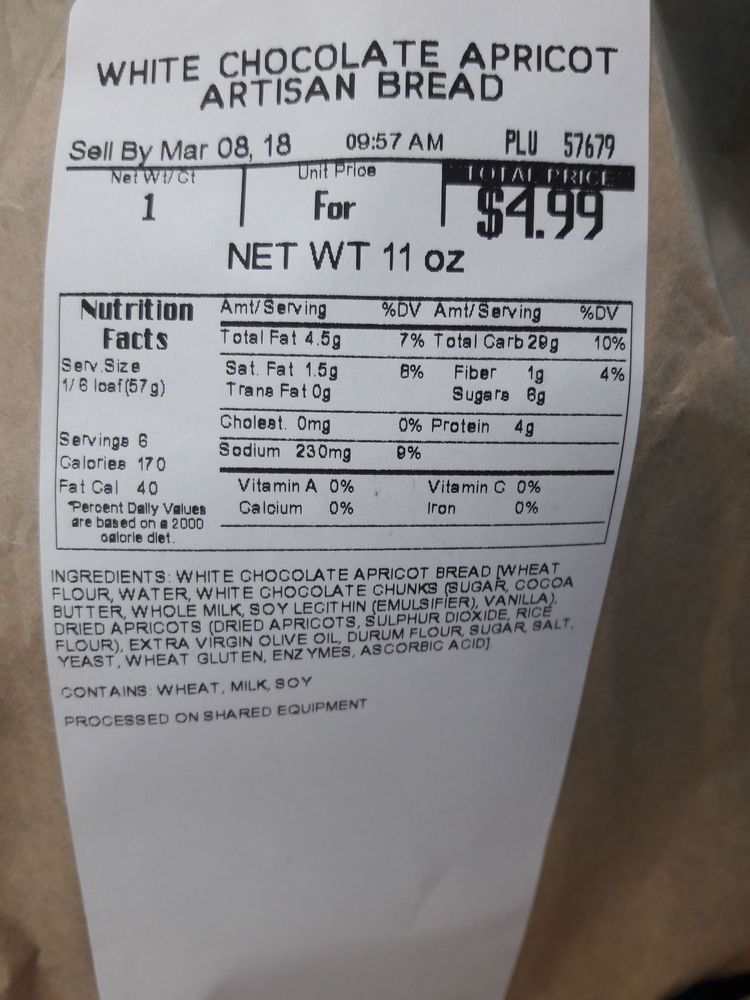 WHITE CHOCOLATE APRICOT
ARTISAN BREAD
Sell By Mar 08, 18 09:57 AM PLU 57679
Net Wt/Ct Unit Price TOTAL PRICE
1 For $4.99
NET WT 11 oz
Nutrition Facts
Serv.Size
1/6 loaf(57g)
Servings 6
Calories 170
Fat Cal 40
*Percent Daily Values
are based on a 2000
calorie diet.
Amt/Serving %DV Amt/Serving %DV
Total Fat 4.5g 7% Total Carb 29g 10%
Sat. Fat 1.5g 8% Fiber 1g 4%
Trans Fat 0g Sugars 6g
Cholest. 0mg 0% Protein 4g
Sodium 230mg 9%
Vitamin A 0% Vitamin C 0%
Calcium 0% Iron 0%
INGREDIENTS: WHITE CHOCOLATE APRICOT BREAD [WHEAT
FLOUR, WATER, WHITE CHOCOLATE CHUNKS (SUGAR, COCOA
BUTTER, WHOLE MILK, SOY LECITHIN (EMULSIFIER), VANILLA),
DRIED APRICOTS (DRIED APRICOTS, SULPHUR DIOXIDE, RICE
FLOUR), EXTRA VIRGIN OLIVE OIL, DURUM FLOUR, SUGAR, SALT,
YEAST, WHEAT GLUTEN, ENZYMES, ASCORBIC ACID].
CONTAINS: WHEAT, MILK, SOY
PROCESSED ON SHARED EQUIPMENT